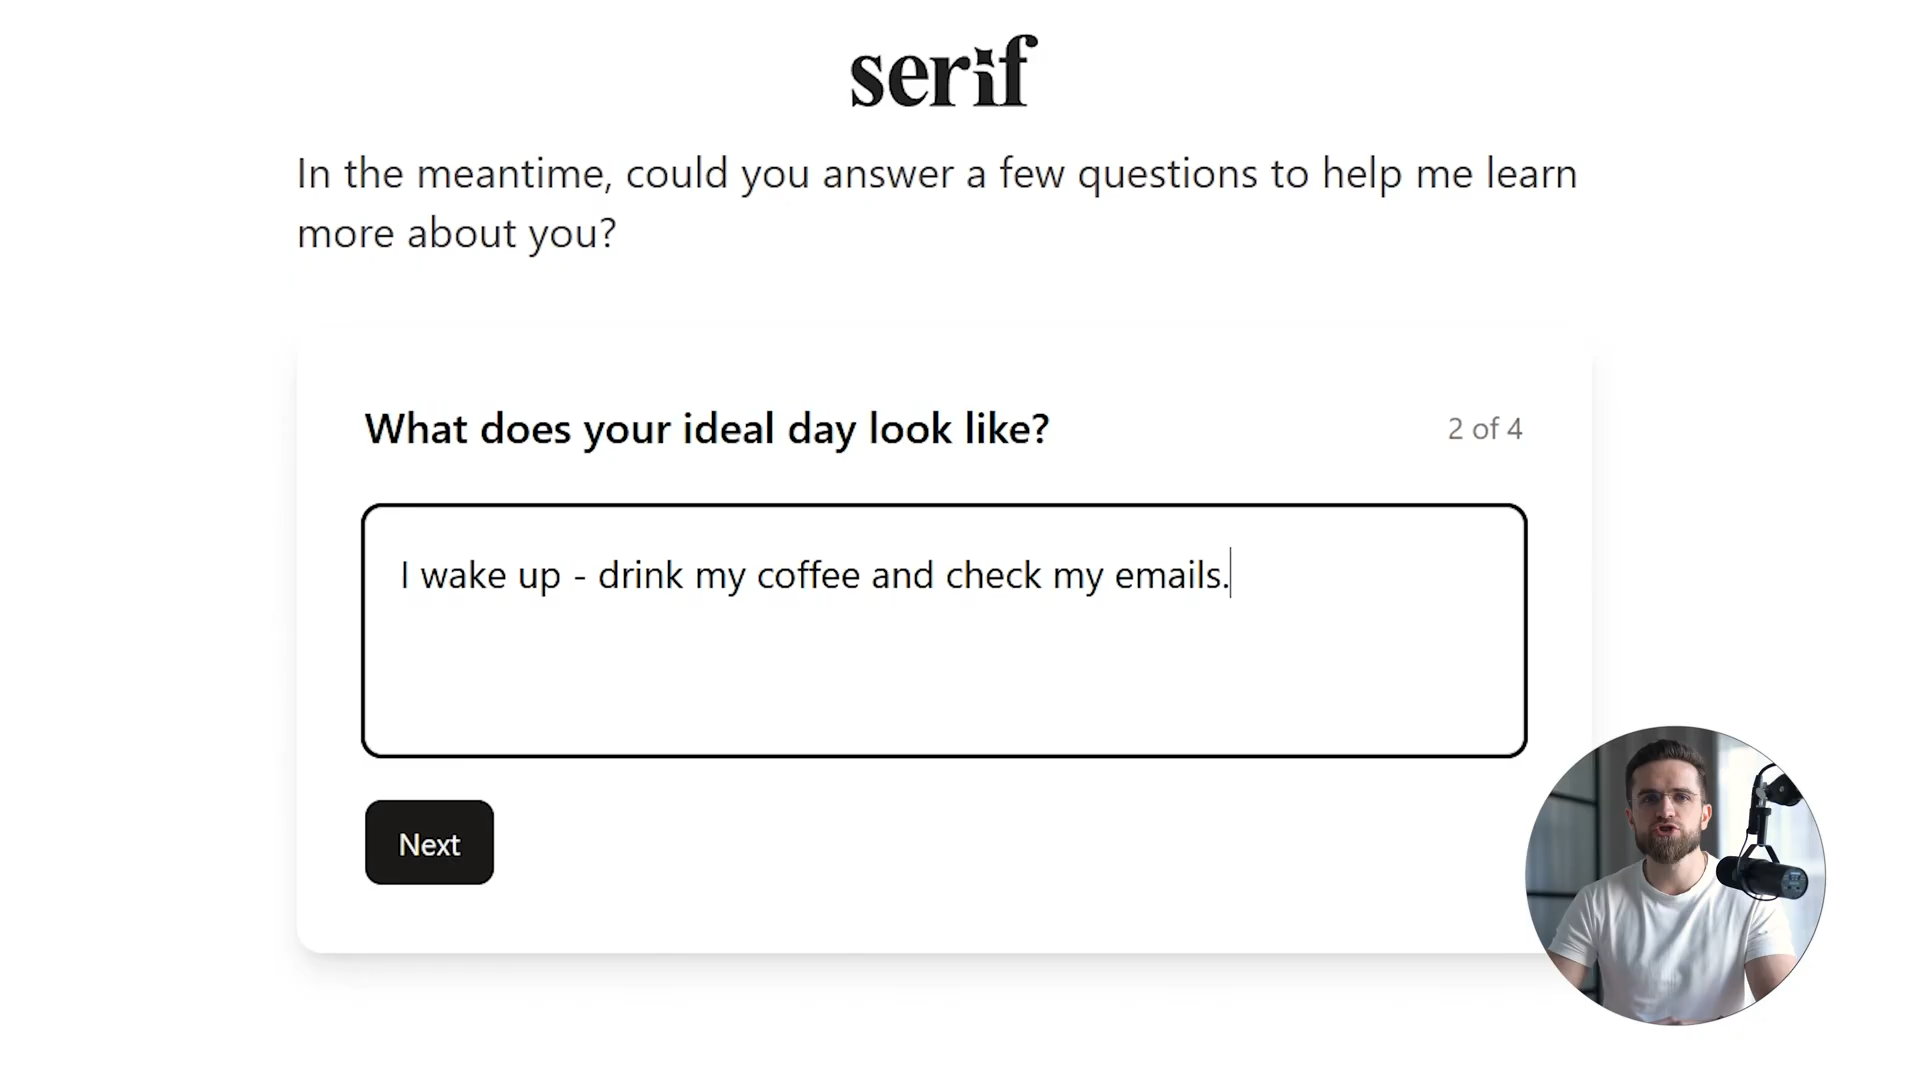 serif
In the meantime, could you answer a few questions to help me learn
more about you?
What does your ideal day look like?
2 of 4
I wake up - drink my coffee and check my emails.
Next